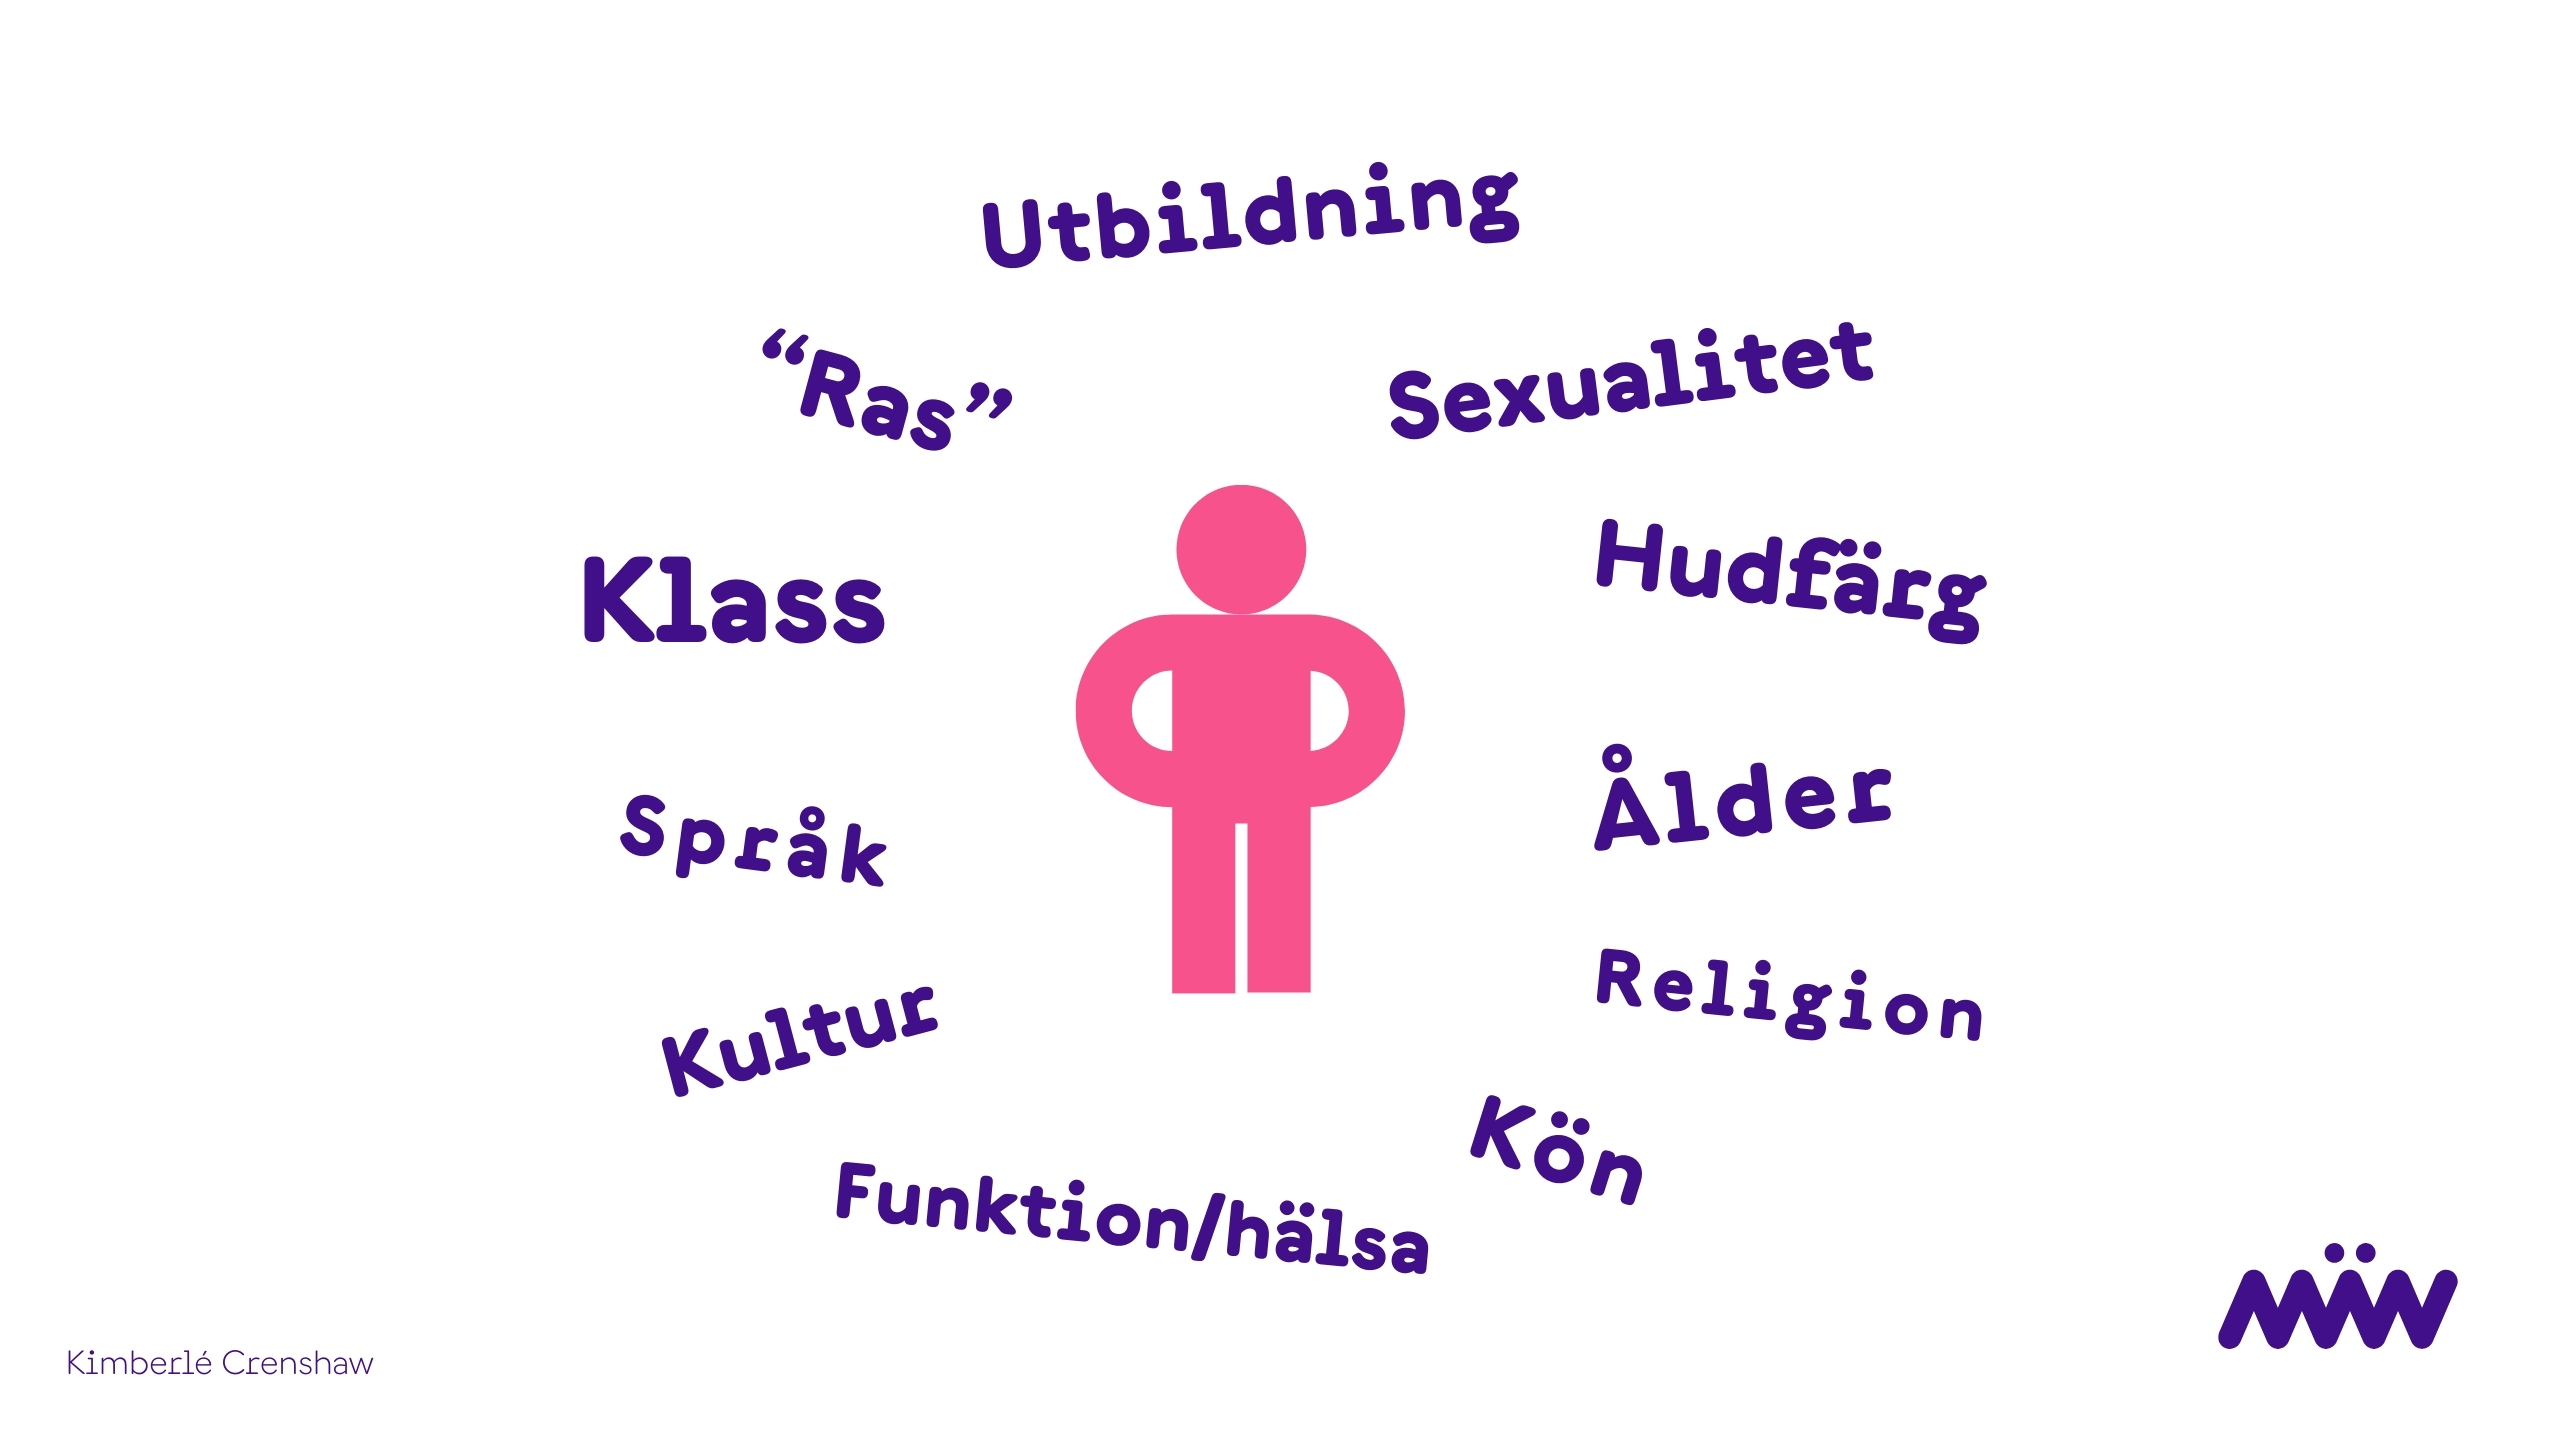 Utbildning
“Ras”
Sexualitet
Hudfärg
Klass
Ålder
Språk
Religion
Kultur
Kön
Funktion/hälsa
Kimberlé Crenshaw